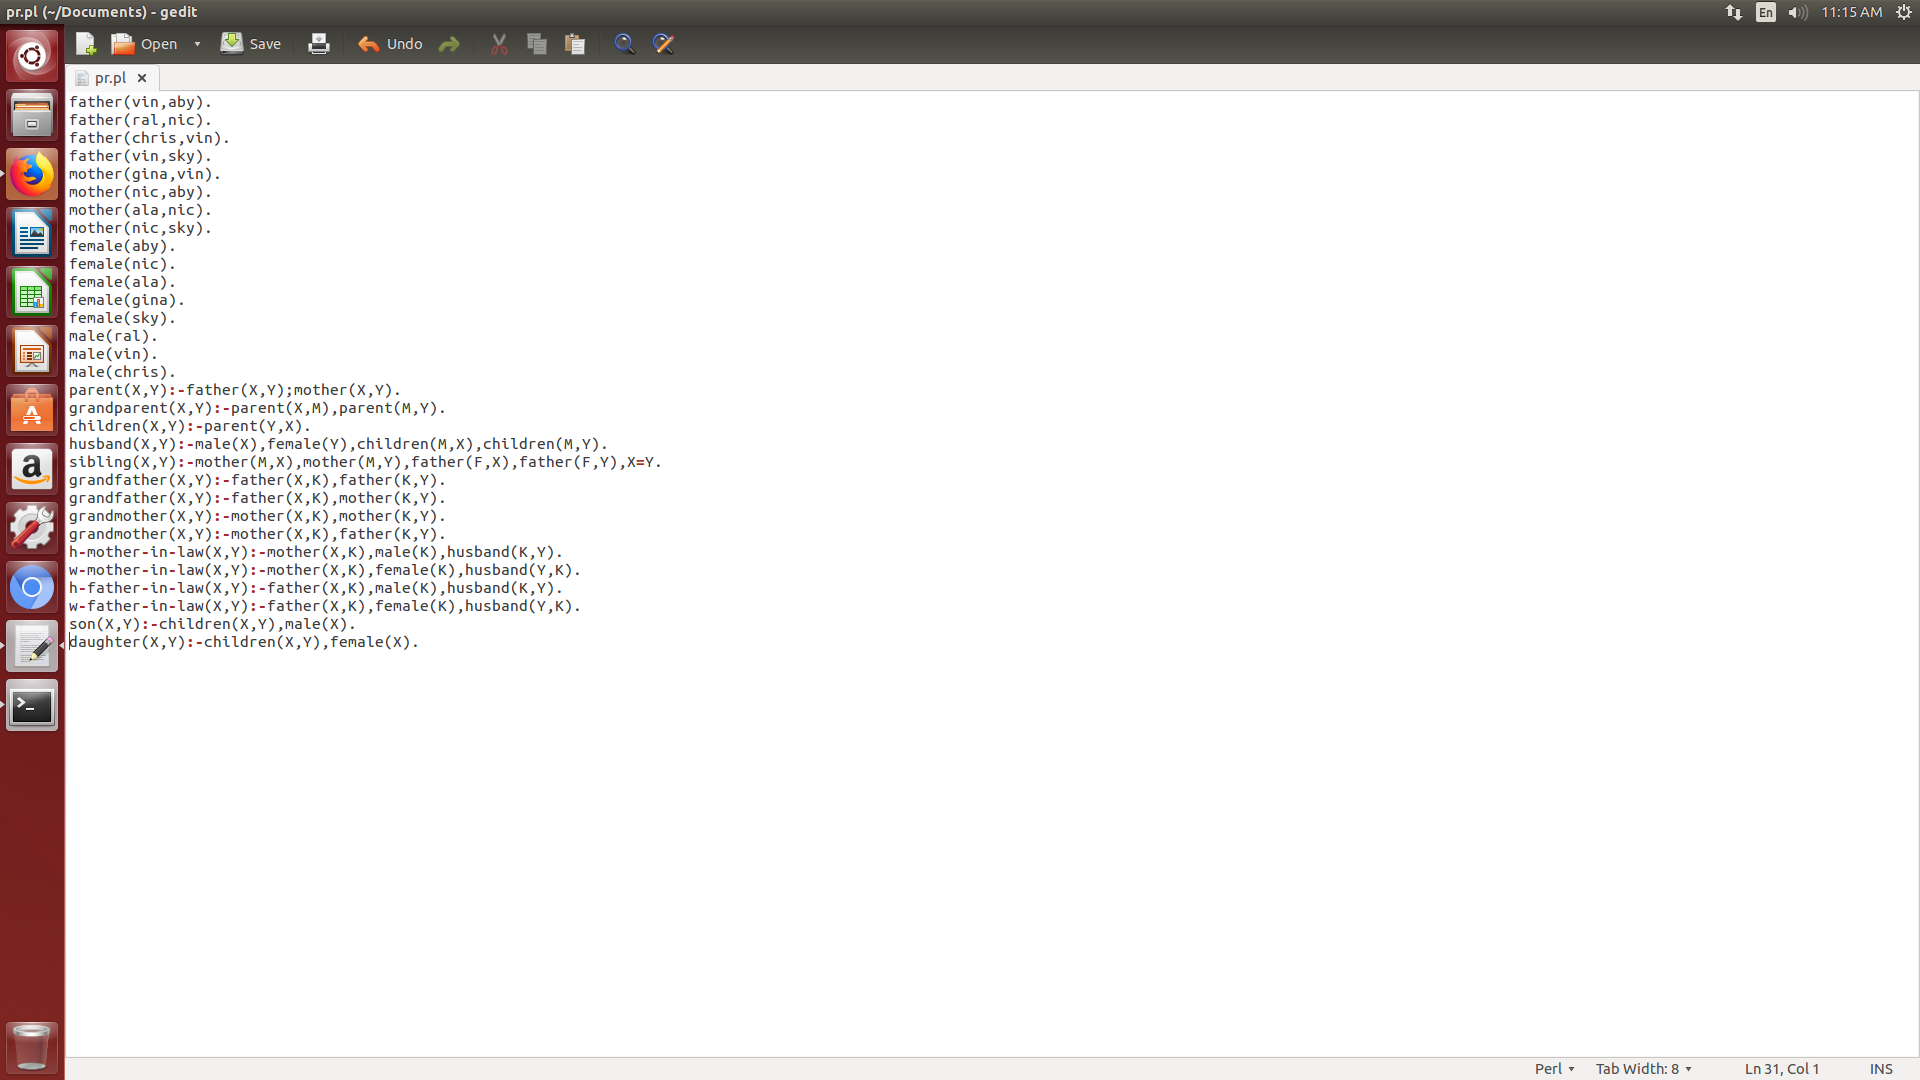 pr.pl (~/Documents) - gedit
En
11:15 AM
Open
Save
Undo
pr.pl
father(vin,aby).
father(ral,nic).
father(chris,vin).
father(vin,sky).
mother(gina,vin).
mother(nic,aby).
mother(ala,nic).
mother(nic,sky).
female(aby).
female(nic).
female(ala).
female(gina).
female(sky).
male(ral).
male(vin).
male(chris).
parent(X,Y):-father(X,Y);mother(X,Y).
grandparent(X,Y):-parent(X,M),parent(M,Y).
children(X,Y):-parent(Y,X).
husband(X,Y):-male(X),female(Y),children(M,X),children(M,Y).
sibling(X,Y):-mother(M,X),mother(M,Y),father(F,X),father(F,Y),X=Y.
grandfather(X,Y):-father(X,K),father(K,Y).
grandfather(X,Y):-father(X,K),mother(K,Y).
grandmother(X,Y):-mother(X,K),mother(K,Y).
grandmother(X,Y):-mother(X,K),father(K,Y).
h-mother-in-law(X,Y):-mother(X,K),male(K),husband(K,Y).
w-mother-in-law(X,Y):-mother(X,K),female(K),husband(Y,K).
h-father-in-law(X,Y):-father(X,K),male(K),husband(K,Y).
w-father-in-law(X,Y):-father(X,K),female(K),husband(Y,K).
son(X,Y):-children(X,Y),male(X).
daughter(X,Y):-children(X,Y),female(X).
Perl
Tab Width: 8
Ln 31, Col 1
INS